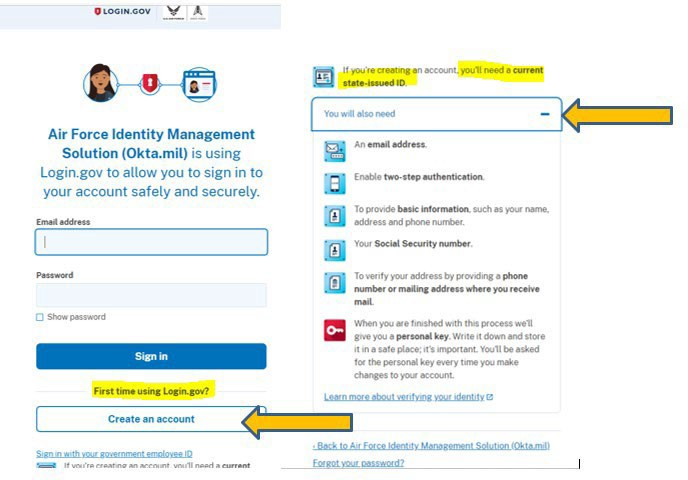 LOGIN.GOV
Air Force Identity Management
Solution (Okta.mil) is using
Login.gov to allow you to sign in to
your account safely and securely.
Email address
Password
Show password
Sign in
First time using Login.gov?
Create an account
Sign in with your government employee ID
If you're creating an account, you'll need a current
If you're creating an account, you'll need a current
state-issued ID.
You will also need
An email address.
Enable two-step authentication.
To provide basic information, such as your name,
address and phone number.
Your Social Security number.
To verify your address by providing a phone
number or mailing address where you receive
mail.
When you are finished with this process we'll
give you a personal key. Write it down and store
it in a safe place; it's important. You'll be asked
for the personal key every time you make
changes to your account.
Learn more about verifying your identity
‹ Back to Air Force Identity Management Solution (Okta.mil)
Forgot your password?